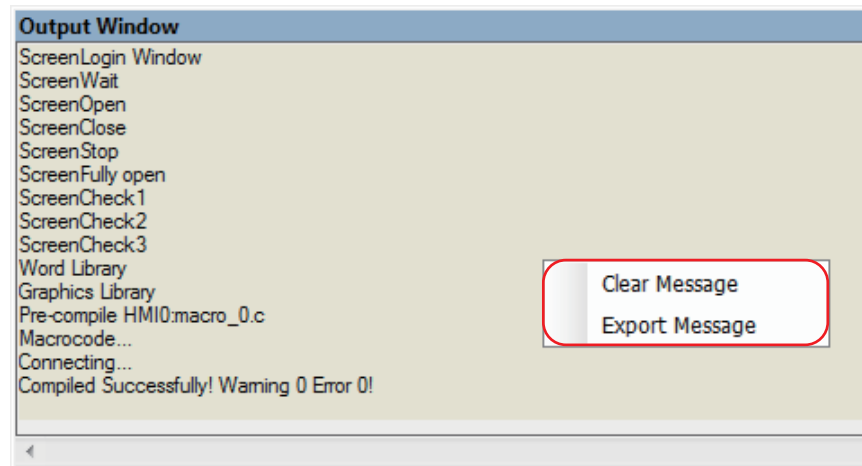 Output Window
ScreenLogin Window
ScreenWait
ScreenOpen
ScreenClose
ScreenStop
ScreenFully open
ScreenCheck1
ScreenCheck2
ScreenCheck3
Word Library
Graphics Library
Pre-compile HMI0:macro_0.c
Macrocode...
Connecting...
Compiled Successfully! Warning 0 Error 0!
Clear Message
Export Message